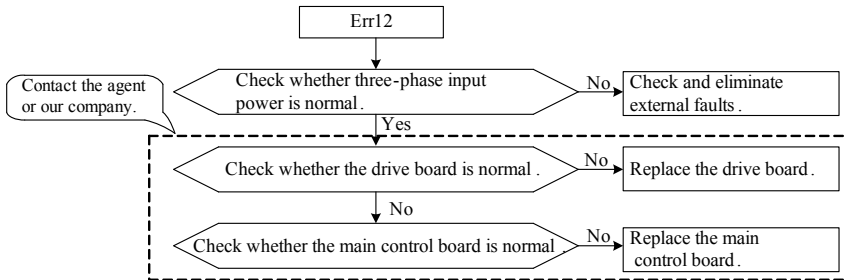 Err12
Contact the agent
or our company.
Check whether three-phase input
power is normal.
No
Check and eliminate
external faults .
Yes
Check whether the drive board is normal .
No
Replace the drive board .
No
Check whether the main control board is normal .
No
Replace the main
control board .